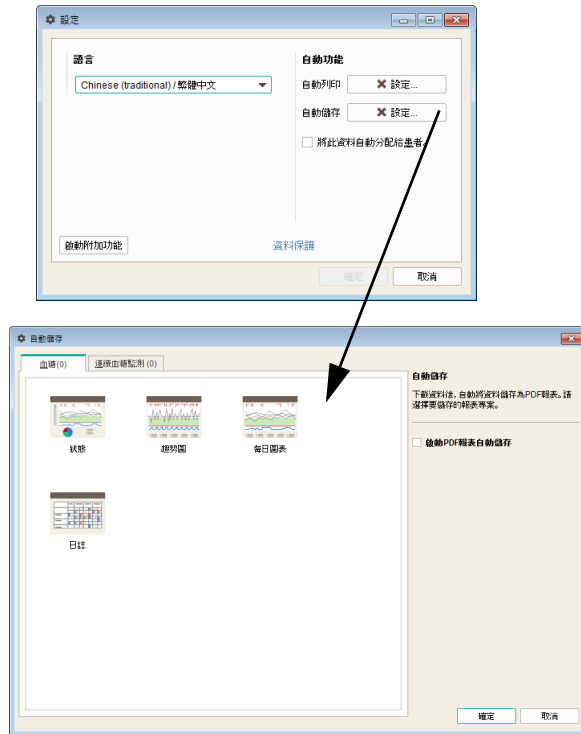 設定
語言
Chinese (traditional) / 繁體中文
自動功能
自動列印
設定...
自動儲存
設定...
將此資料自動分配給患者。
啟動附加功能
資料保護
確定
取消
自動儲存
血糖(0)
連續血糖監測 (0)
狀態
趨勢圖
每日圖表
日誌
自動儲存
下載資料後，自動將資料儲存為PDF報表。請
選擇要儲存的報表專案。
啟動PDF報表自動儲存
確定
取消